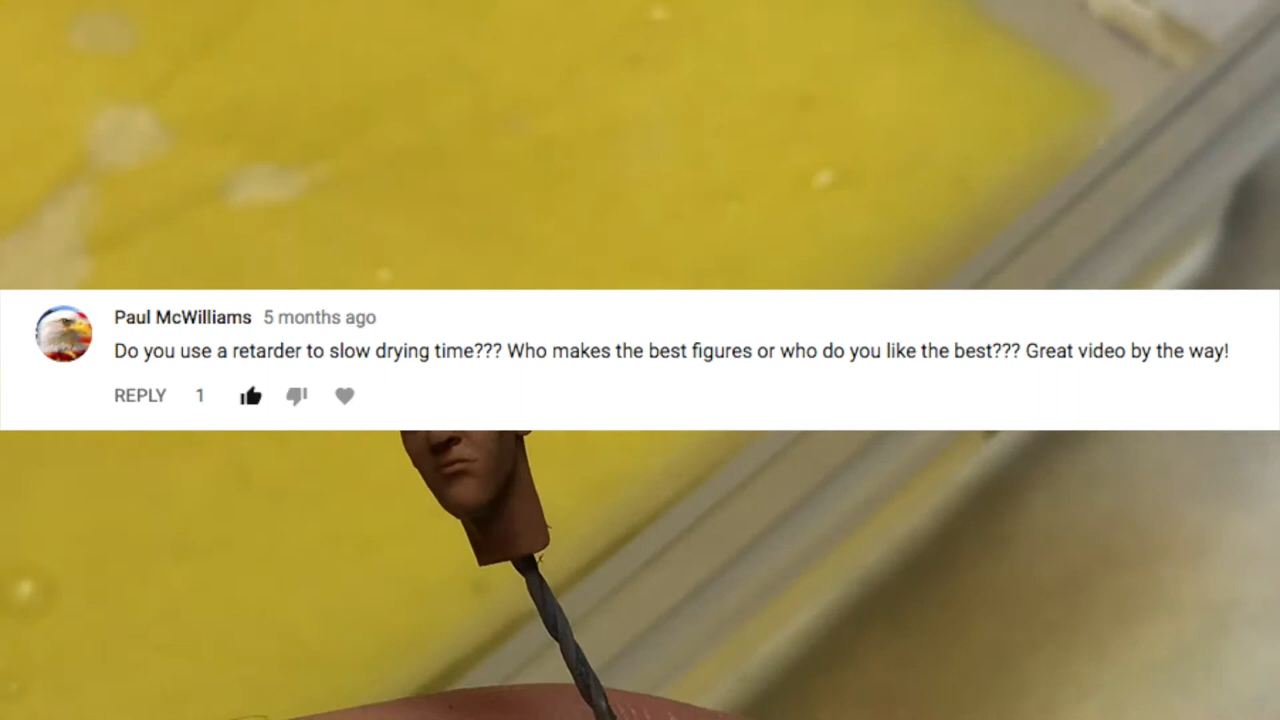 Paul McWilliams 5 months ago
Do you use a retarder to slow drying time??? Who makes the best figures or who do you like the best??? Great video by the way!
REPLY 1